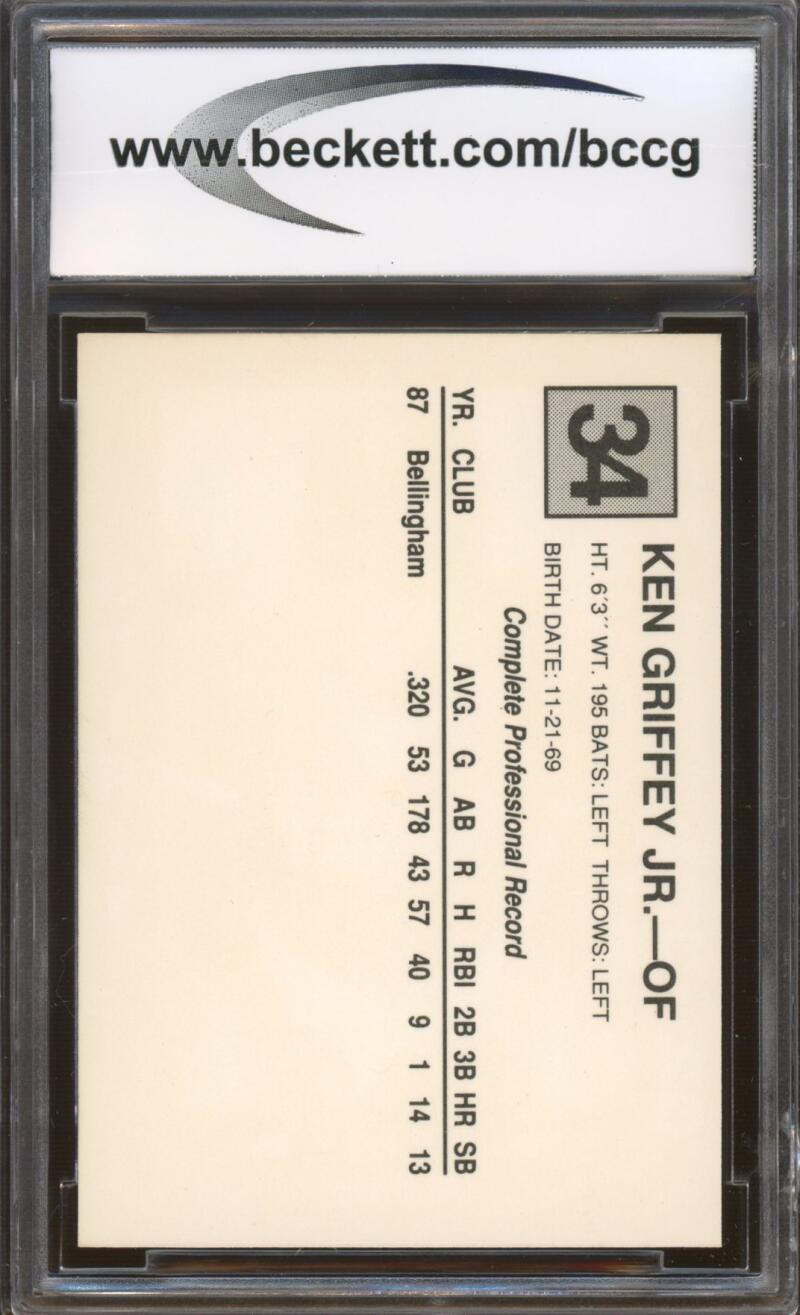 www.beckett.com/bccg
34
KEN GRIFFEY JR.—OF
HT. 6'3'' WT. 195 BATS: LEFT THROWS: LEFT
BIRTH DATE: 11-21-69
Complete Professional Record
YR. CLUB AVG. G AB R H RBI 2B 3B HR SB
87 Bellingham .320 53 178 43 57 40 9 1 14 13